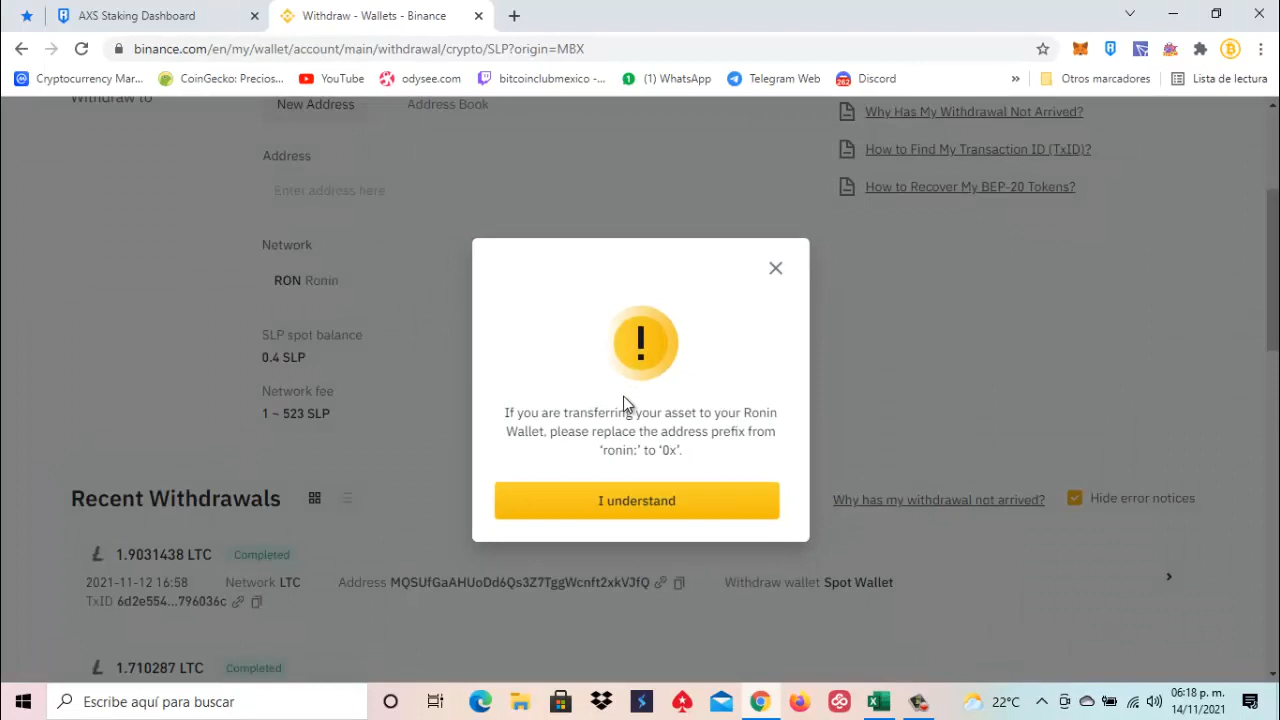 AXS Staking Dashboard
Withdraw - Wallets - Binance
binance.com/en/my/wallet/account/main/withdrawal/crypto/SLP?origin=MBX
Cryptocurrency Mar...
CoinGecko: Precios...
YouTube
odysee.com
bitcoinclubmexico -...
1
(1) WhatsApp
Telegram Web
262
Discord
»
Otros marcadores
Lista de lectura
Withdraw to
New Address
Address Book
Why Has My Withdrawal Not Arrived?
Address
How to Find My Transaction ID (TxID)?
Enter address here
How to Recover My BEP-20 Tokens?
Network
RON Ronin
SLP spot balance
0.4 SLP
Network fee
1 ~ 523 SLP
!
If you are transferring your asset to your Ronin
Wallet, please replace the address prefix from
'ronin:' to '0x'.
I understand
Recent Withdrawals
Why has my withdrawal not arrived?
Hide error notices
1.9031438 LTC
Completed
2021-11-12 16:58
Network LTC
Address MQSUfGaAHUoDd6Qs3Z7TggWcnft2xkVJfQ
Withdraw wallet Spot Wallet
TxID 6d2e554...796036c
1.710287 LTC
Completed
Escribe aquí para buscar
22°C
06:18 p. m.
14/11/2021